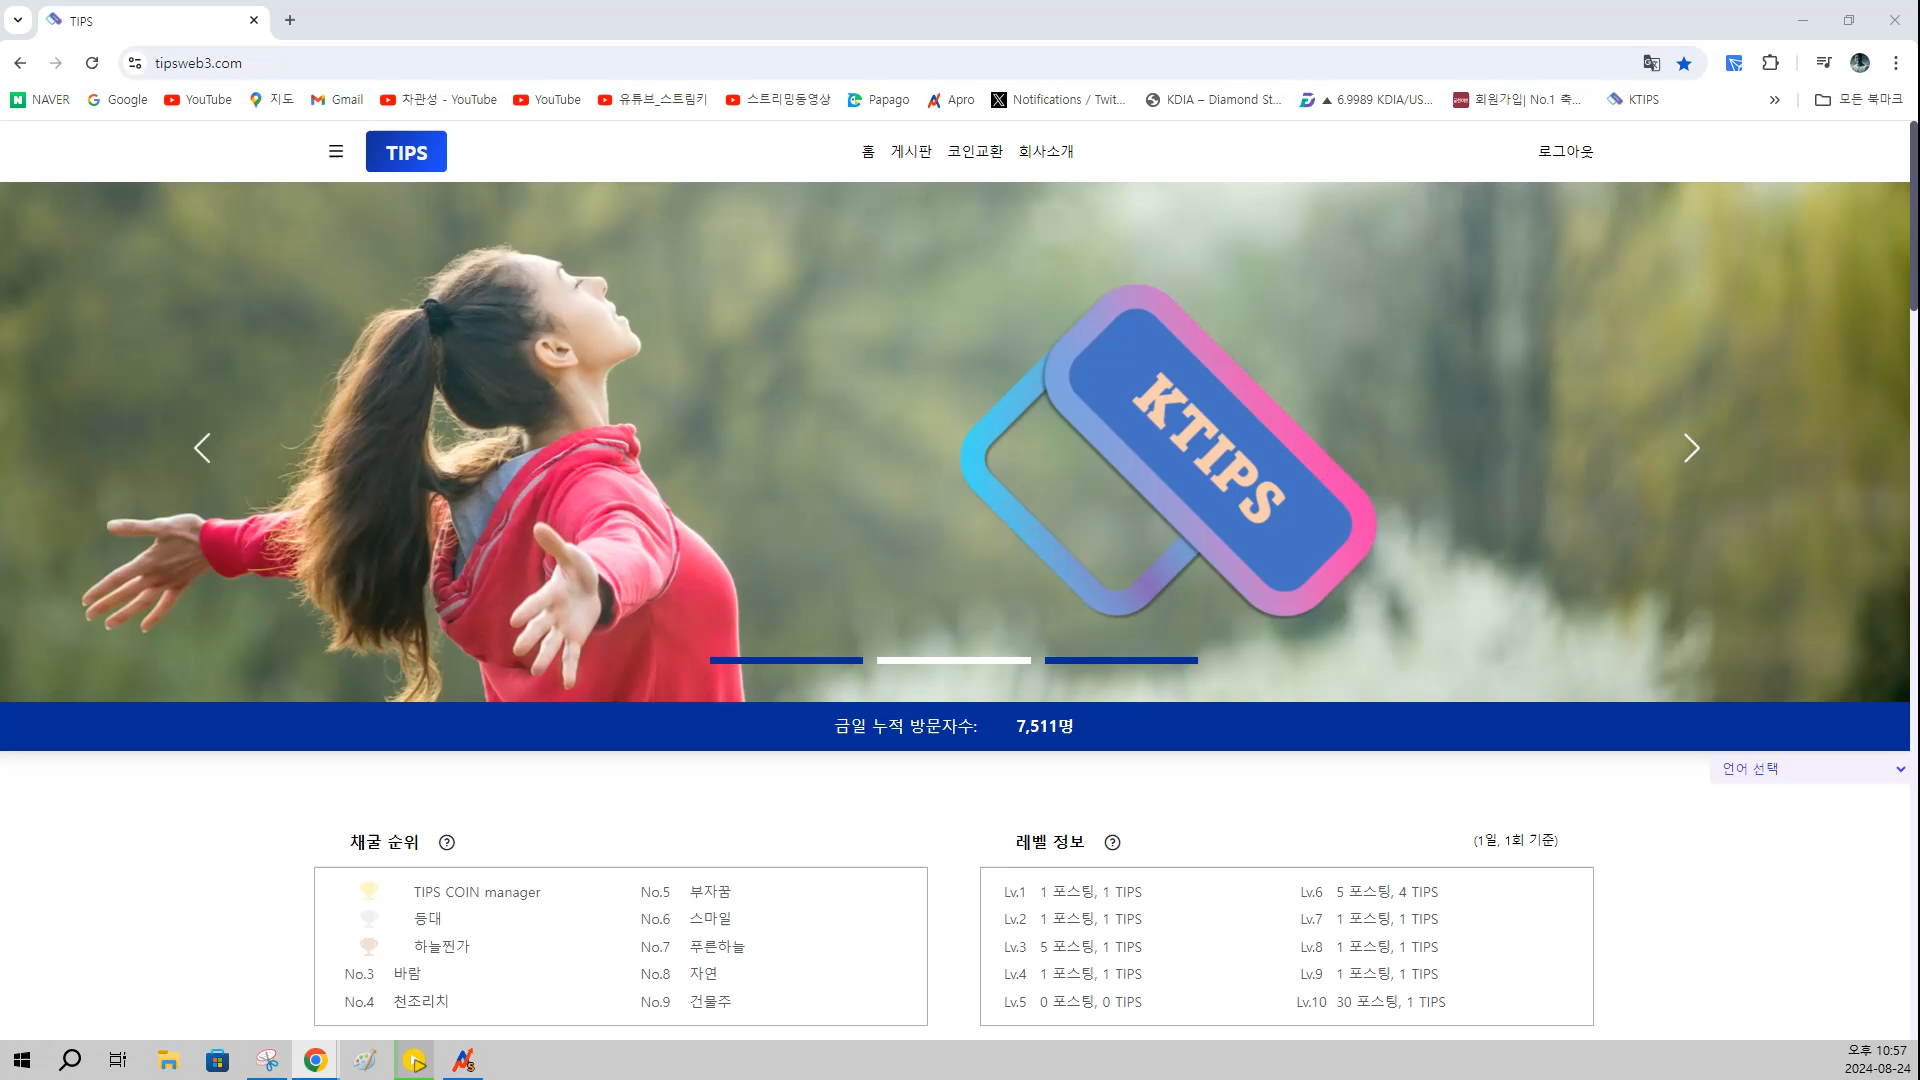 TIPS
tipsweb3.com
NAVER
Google
YouTube
지도
Gmail
차관성 - YouTube
YouTube
유튜브_스트림키
스트리밍동영상
Papago
Apro
Notifications / Twit...
KDIA – Diamond St...
▲ 6.9989 KDIA/US...
회원가입| No.1 축...
KTIPS
모든 북마크
TIPS
홈 게시판 코인교환 회사소개
로그아웃
KTIPS
금일 누적 방문자수: 7,511명
언어 선택
채굴 순위
TIPS COIN manager
등대
하늘찐가
No.3 바람
No.4 천조리치
No.5 부자꿈
No.6 스마일
No.7 푸른하늘
No.8 자연
No.9 건물주
레벨 정보
(1일, 1회 기준)
Lv.1 1 포스팅, 1 TIPS
Lv.2 1 포스팅, 1 TIPS
Lv.3 5 포스팅, 1 TIPS
Lv.4 1 포스팅, 1 TIPS
Lv.5 0 포스팅, 0 TIPS
Lv.6 5 포스팅, 4 TIPS
Lv.7 1 포스팅, 1 TIPS
Lv.8 1 포스팅, 1 TIPS
Lv.9 1 포스팅, 1 TIPS
Lv.10 30 포스팅, 1 TIPS
오후 10:57
2024-08-24